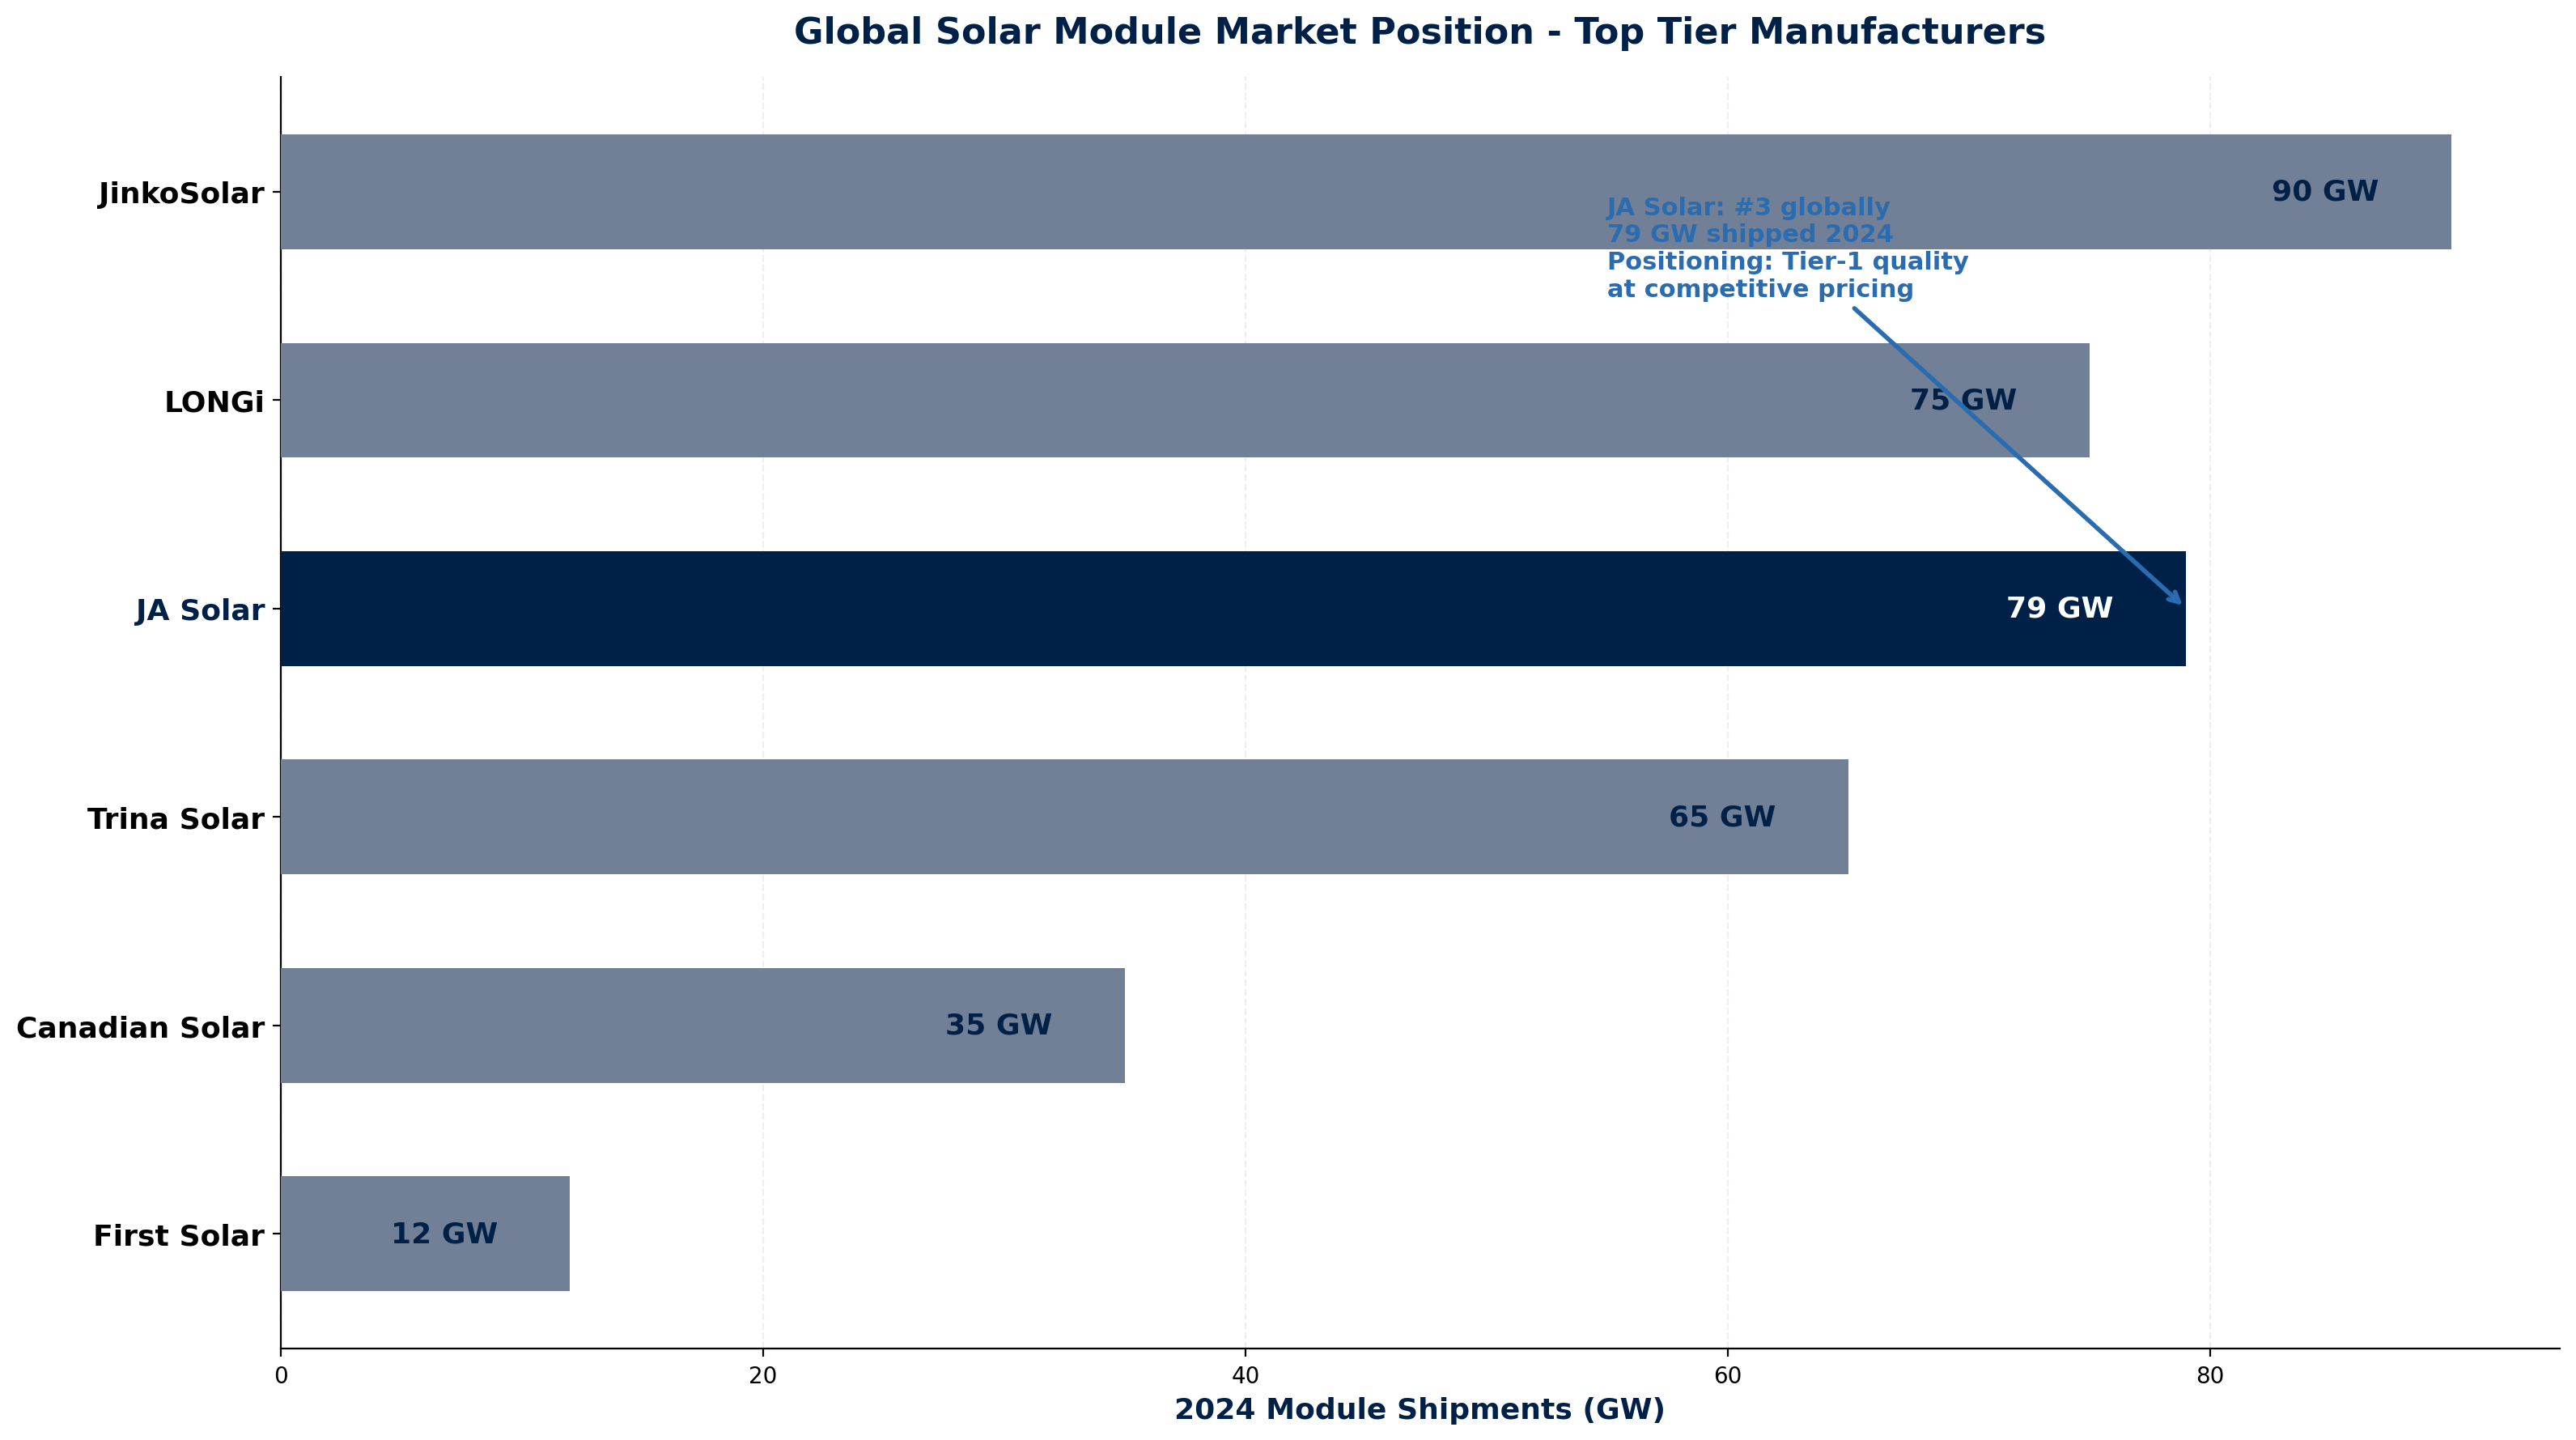 Global Solar Module Market Position - Top Tier Manufacturers
JinkoSolar
90 GW
JA Solar: #3 globally
79 GW shipped 2024
Positioning: Tier-1 quality
at competitive pricing
LONGi
75 GW
JA Solar
79 GW
Trina Solar
65 GW
Canadian Solar
35 GW
First Solar
12 GW
0 20 40 60 80
2024 Module Shipments (GW)